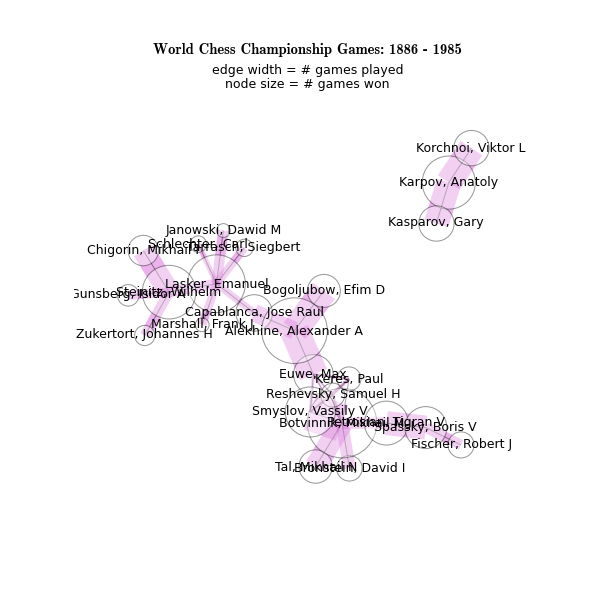 World Chess Championship Games: 1886 - 1985
edge width = # games played
node size = # games won
Korchnoi, Viktor L
Karpov, Anatoly
Kasparov, Gary
Janowski, Dawid M
Schlechter, Carl
Tarrasch, Siegbert
Chigorin, Mikhail I
Lasker, Emanuel
Bogoljubow, Efim D
Steinitz, Wilhelm
Gunsberg, Isidor A
Capablanca, Jose Raul
Marshall, Frank J
Alekhine, Alexander A
Zukertort, Johannes H
Euwe, Max
Keres, Paul
Reshevsky, Samuel H
Smyslov, Vassily V
Botvinnik, Mikhail M
Petrosian, Tigran V
Spassky, Boris V
Fischer, Robert J
Tal, Mikhail N
Bronstein, David I